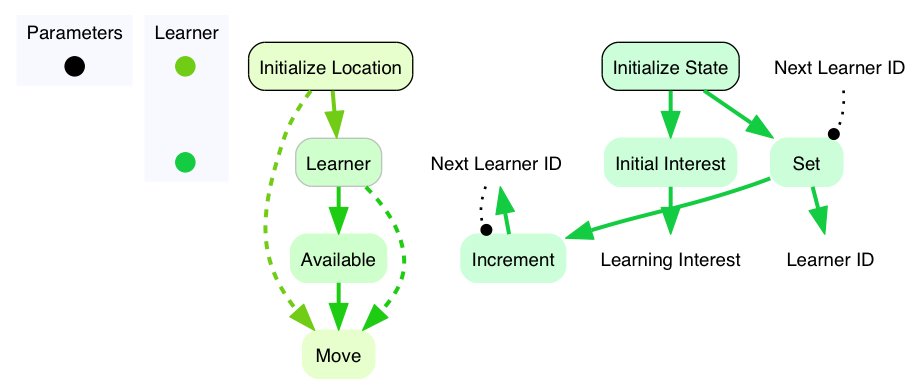 Parameters
Learner
Initialize Location
Initialize State
Next Learner ID
Learner
Next Learner ID
Initial Interest
Set
Available
Increment
Learning Interest
Learner ID
Move